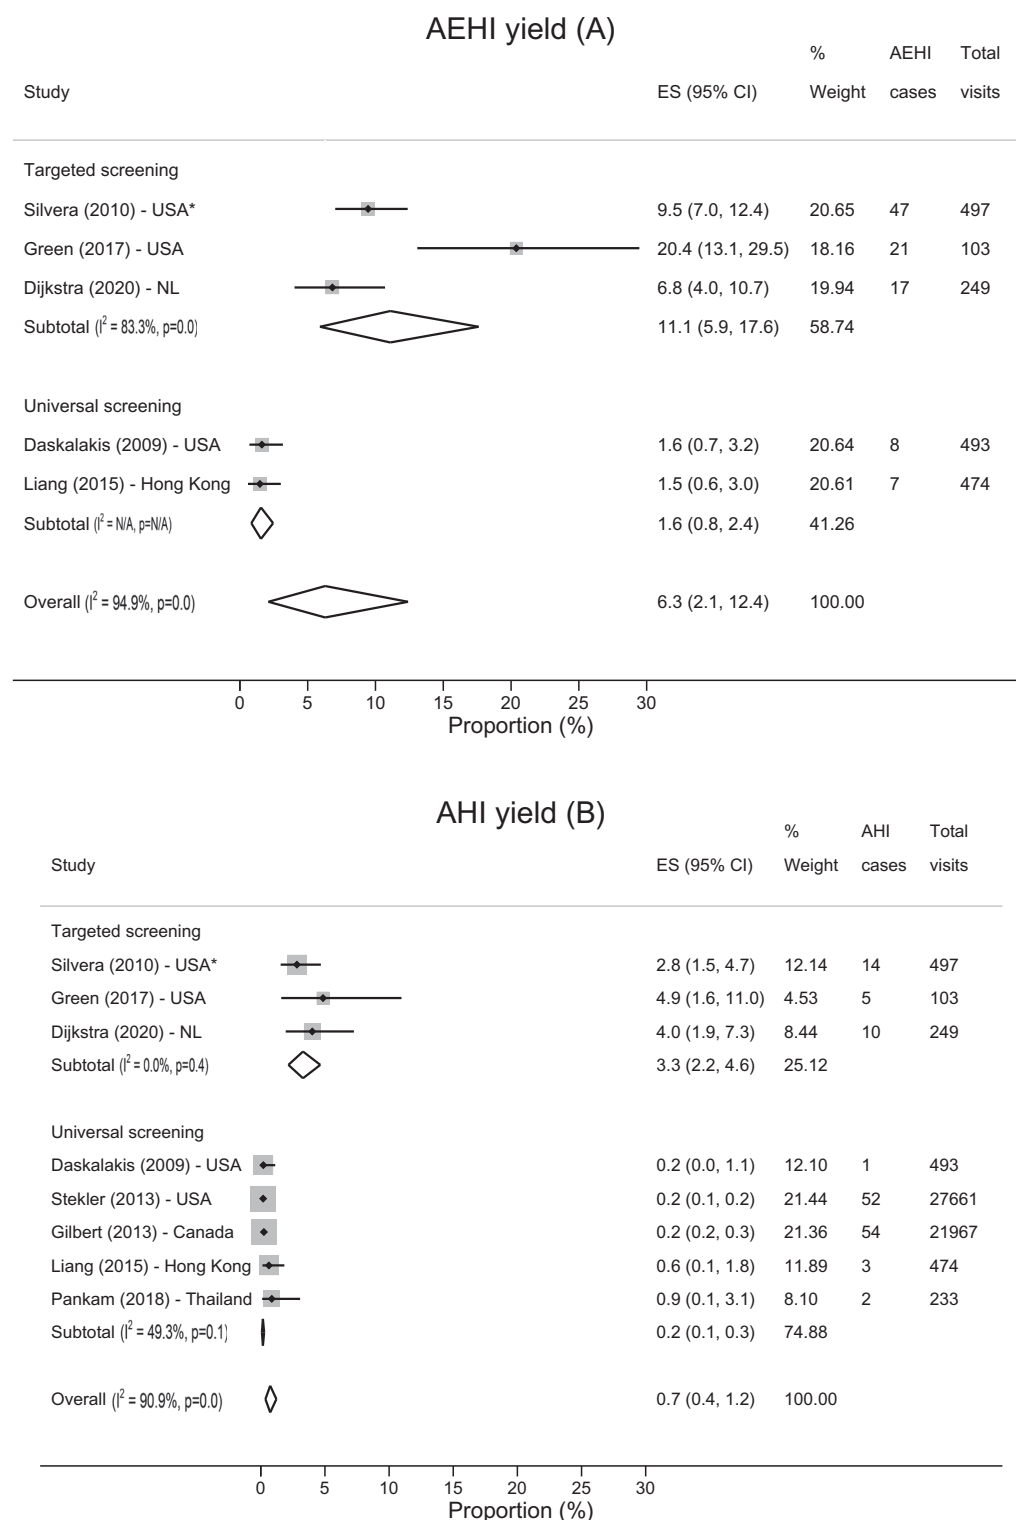 AEHI yield (A)
% AEHI Total
Study ES (95% CI) Weight cases visits
Targeted screening
Silvera (2010) - USA* 9.5 (7.0, 12.4) 20.65 47 497
Green (2017) - USA 20.4 (13.1, 29.5) 18.16 21 103
Dijkstra (2020) - NL 6.8 (4.0, 10.7) 19.94 17 249
Subtotal (I² = 83.3%, p=0.0) 11.1 (5.9, 17.6) 58.74
Universal screening
Daskalakis (2009) - USA 1.6 (0.7, 3.2) 20.64 8 493
Liang (2015) - Hong Kong 1.5 (0.6, 3.0) 20.61 7 474
Subtotal (I² = N/A, p=N/A) 1.6 (0.8, 2.4) 41.26
Overall (I² = 94.9%, p=0.0) 6.3 (2.1, 12.4) 100.00
0 5 10 15 20 25 30
Proportion (%)
AHI yield (B)
% AHI Total
Study ES (95% CI) Weight cases visits
Targeted screening
Silvera (2010) - USA* 2.8 (1.5, 4.7) 12.14 14 497
Green (2017) - USA 4.9 (1.6, 11.0) 4.53 5 103
Dijkstra (2020) - NL 4.0 (1.9, 7.3) 8.44 10 249
Subtotal (I² = 0.0%, p=0.4) 3.3 (2.2, 4.6) 25.12
Universal screening
Daskalakis (2009) - USA 0.2 (0.0, 1.1) 12.10 1 493
Stekler (2013) - USA 0.2 (0.1, 0.2) 21.44 52 27661
Gilbert (2013) - Canada 0.2 (0.2, 0.3) 21.36 54 21967
Liang (2015) - Hong Kong 0.6 (0.1, 1.8) 11.89 3 474
Pankam (2018) - Thailand 0.9 (0.1, 3.1) 8.10 2 233
Subtotal (I² = 49.3%, p=0.1) 0.2 (0.1, 0.3) 74.88
Overall (I² = 90.9%, p=0.0) 0.7 (0.4, 1.2) 100.00
0 5 10 15 20 25 30
Proportion (%)